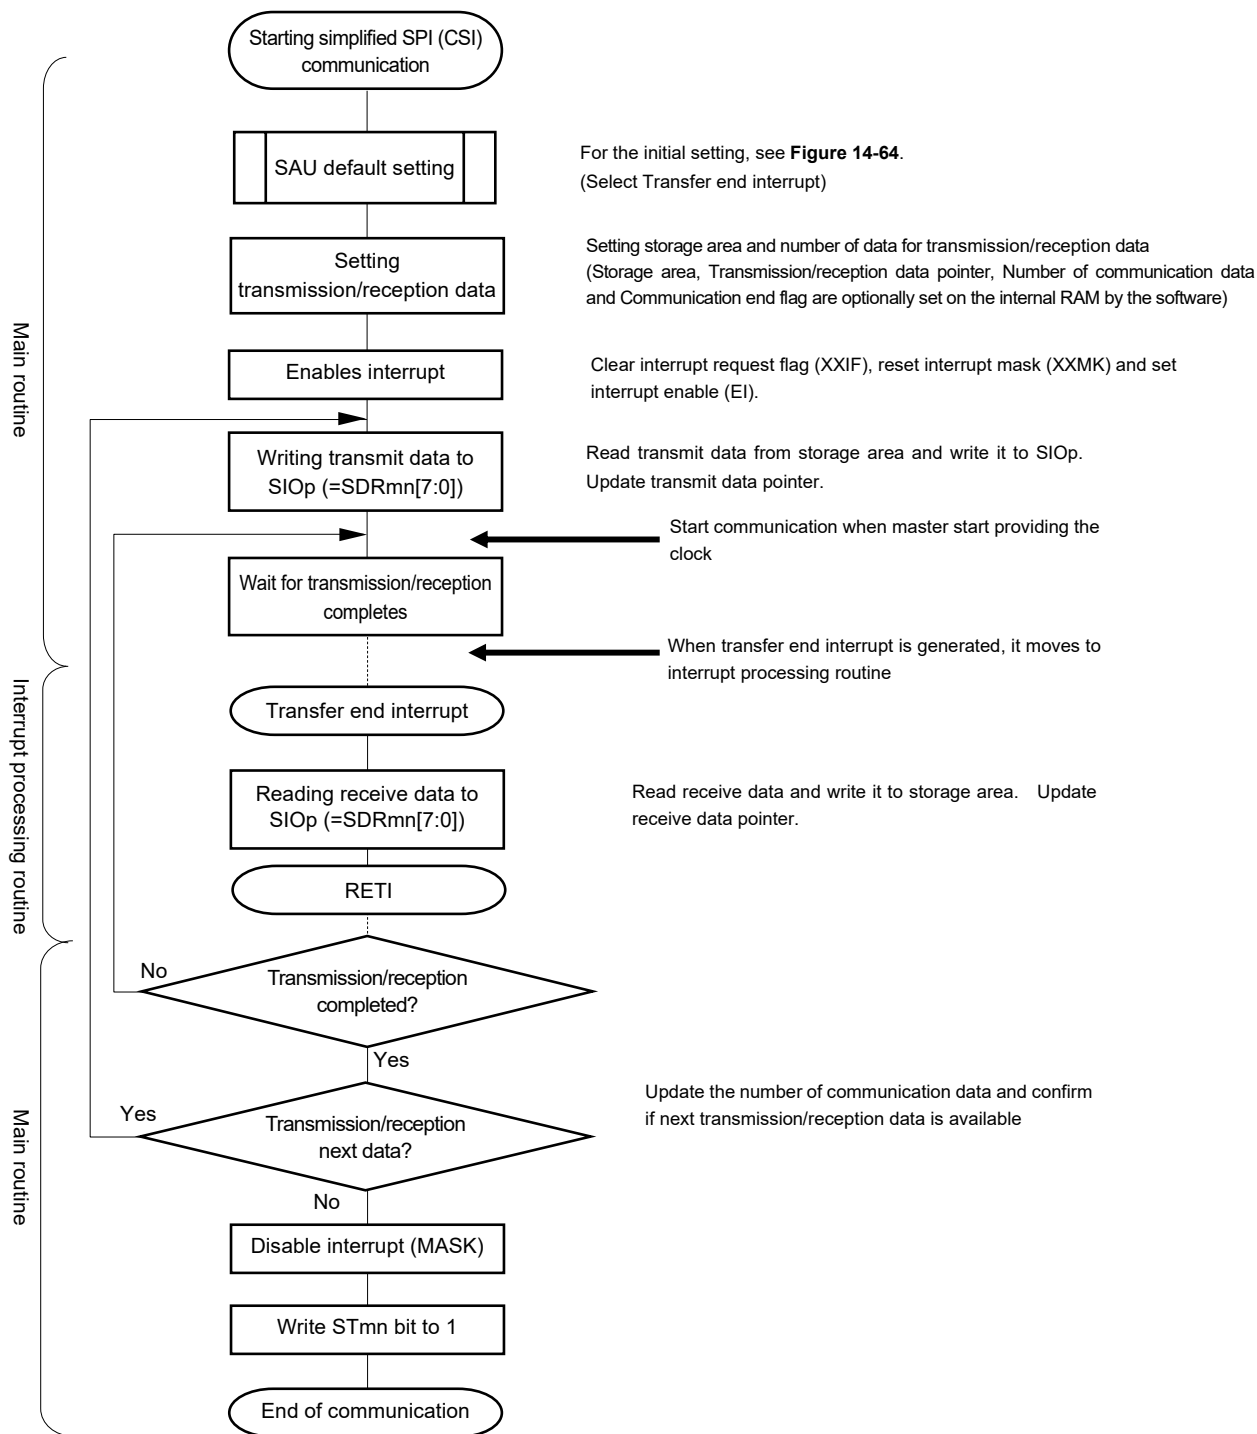 Starting simplified SPI (CSI)
communication
SAU default setting
For the initial setting, see Figure 14-64.
(Select Transfer end interrupt)
Setting
transmission/reception data
Setting storage area and number of data for transmission/reception data
(Storage area, Transmission/reception data pointer, Number of communication data
and Communication end flag are optionally set on the internal RAM by the software)
Main routine
Enables interrupt
Clear interrupt request flag (XXIF), reset interrupt mask (XXMK) and set
interrupt enable (EI).
Writing transmit data to
SIOp (=SDRmn[7:0])
Read transmit data from storage area and write it to SIOp.
Update transmit data pointer.
Start communication when master start providing the
clock
Wait for transmission/reception
completes
When transfer end interrupt is generated, it moves to
interrupt processing routine
Interrupt processing routine
Transfer end interrupt
Reading receive data to
SIOp (=SDRmn[7:0])
Read receive data and write it to storage area. Update
receive data pointer.
RETI
No
Transmission/reception
completed?
Yes
Main routine
Yes
Transmission/reception
next data?
Update the number of communication data and confirm
if next transmission/reception data is available
No
Disable interrupt (MASK)
Write STmn bit to 1
End of communication